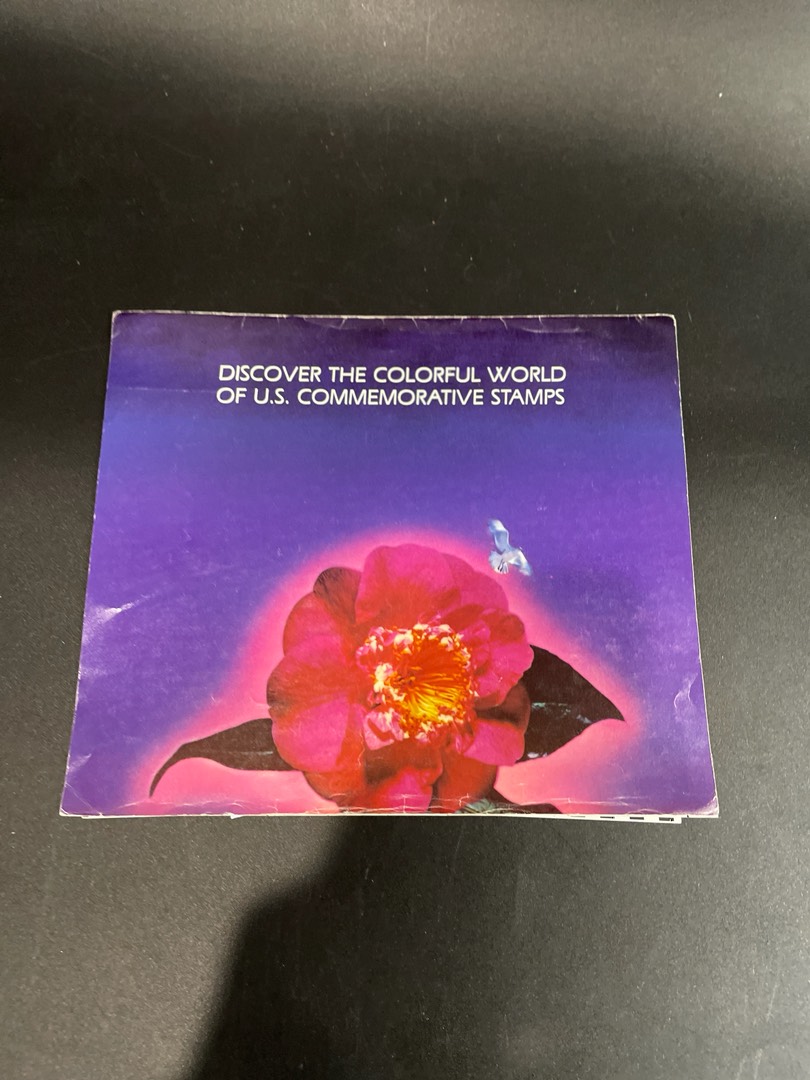 DISCOVER THE COLORFUL WORLD
OF U.S. COMMEMORATIVE STAMPS